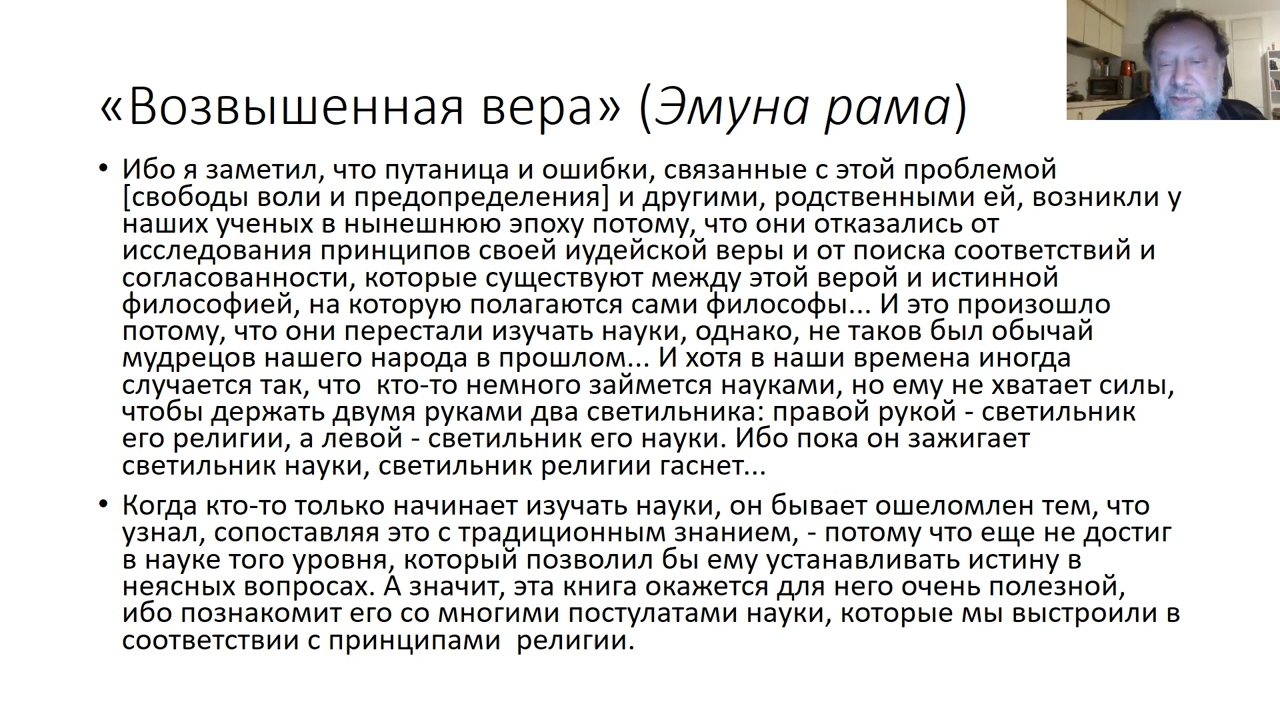 «Возвышенная вера» (Эмуна рама)
• Ибо я заметил, что путаница и ошибки, связанные с этой проблемой
[свободы воли и предопределения] и другими, родственными ей, возникли у
наших ученых в нынешнюю эпоху потому, что они отказались от
исследования принципов своей иудейской веры и от поиска соответствий и
согласованности, которые существуют между этой верой и истинной
философией, на которую полагаются сами философы... И это произошло
потому, что они перестали изучать науки, однако, не таков был обычай
мудрецов нашего народа в прошлом... И хотя в наши времена иногда
случается так, что  кто-то немного займется науками, но ему не хватает силы,
чтобы держать двумя руками два светильника: правой рукой - светильник
его религии, а левой - светильник его науки. Ибо пока он зажигает
светильник науки, светильник религии гаснет...
• Когда кто-то только начинает изучать науки, он бывает ошеломлен тем, что
узнал, сопоставляя это с традиционным знанием, - потому что еще не достиг
в науке того уровня, который позволил бы ему устанавливать истину в
неясных вопросах. А значит, эта книга окажется для него очень полезной,
ибо познакомит его со многими постулатами науки, которые мы выстроили в
соответствии с принципами  религии.